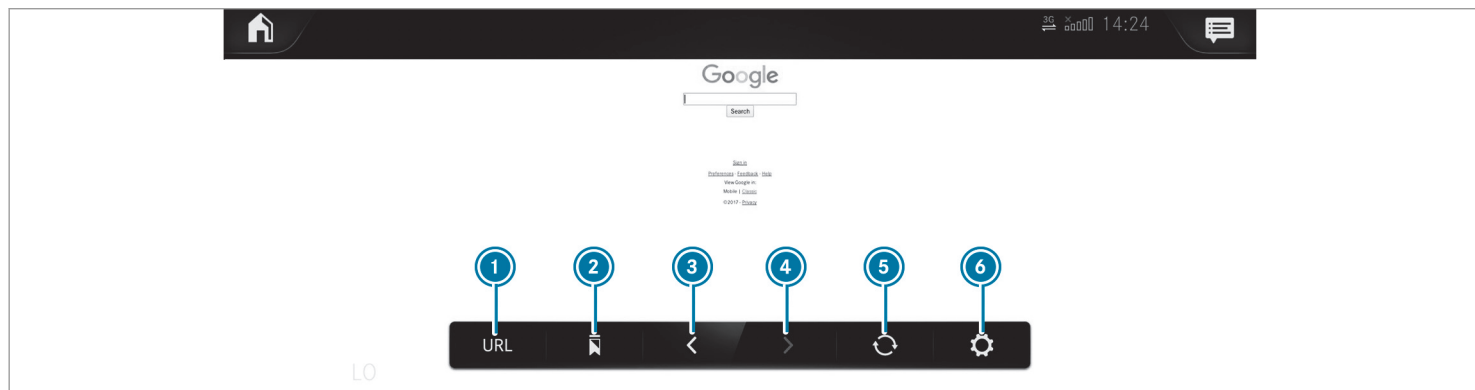 3G 14:24
Google
Search
Sign in
Preferences - Feedback - Help
View Google in:
Mobile | Classic
©2017 - Privacy
1 2 3 4 5 6
URL
LO